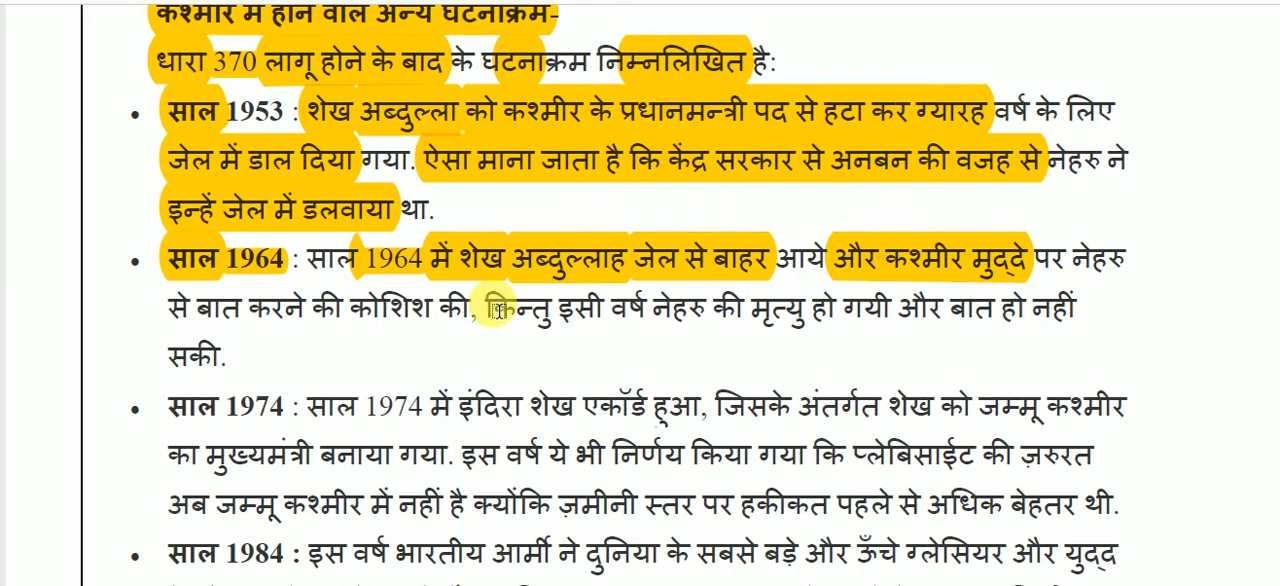 कश्मीर में होने वाले अन्य घटनाक्रम-
धारा 370 लागू होने के बाद के घटनाक्रम निम्नलिखित है:
• साल 1953 : शेख अब्दुल्ला को कश्मीर के प्रधानमन्त्री पद से हटा कर ग्यारह वर्ष के लिए
जेल में डाल दिया गया. ऐसा माना जाता है कि केंद्र सरकार से अनबन की वजह से नेहरु ने
इन्हें जेल में डलवाया था.
• साल 1964 : साल 1964 में शेख अब्दुल्लाह जेल से बाहर आये और कश्मीर मुद्दे पर नेहरु
से बात करने की कोशिश की, किन्तु इसी वर्ष नेहरु की मृत्यु हो गयी और बात हो नहीं
सकी.
• साल 1974 : साल 1974 में इंदिरा शेख एकॉर्ड हुआ, जिसके अंतर्गत शेख को जम्मू कश्मीर
का मुख्यमंत्री बनाया गया. इस वर्ष ये भी निर्णय किया गया कि प्लेबिसाईट की ज़रुरत
अब जम्मू कश्मीर में नहीं है क्योंकि ज़मीनी स्तर पर हकीकत पहले से अधिक बेहतर थी.
• साल 1984 : इस वर्ष भारतीय आर्मी ने दुनिया के सबसे बड़े और ऊँचे ग्लेसियर और युद्द